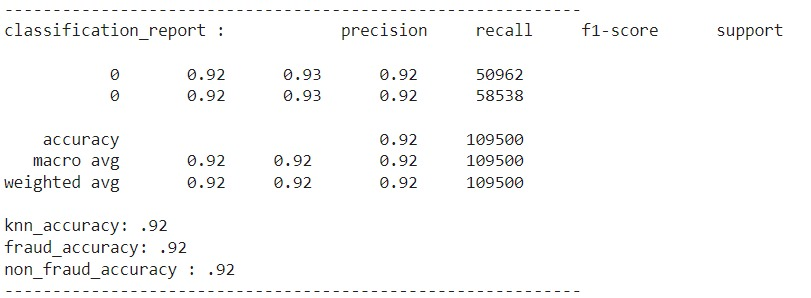 ------------------------------------------------------------
classification_report :            precision     recall     f1-score      support
0       0.92      0.93      0.92     50962
0       0.92      0.93      0.92     58538
accuracy                           0.92    109500
macro avg       0.92     0.92       0.92    109500
weighted avg       0.92     0.92       0.92    109500
knn_accuracy: .92
fraud_accuracy: .92
non_fraud_accuracy : .92
------------------------------------------------------------